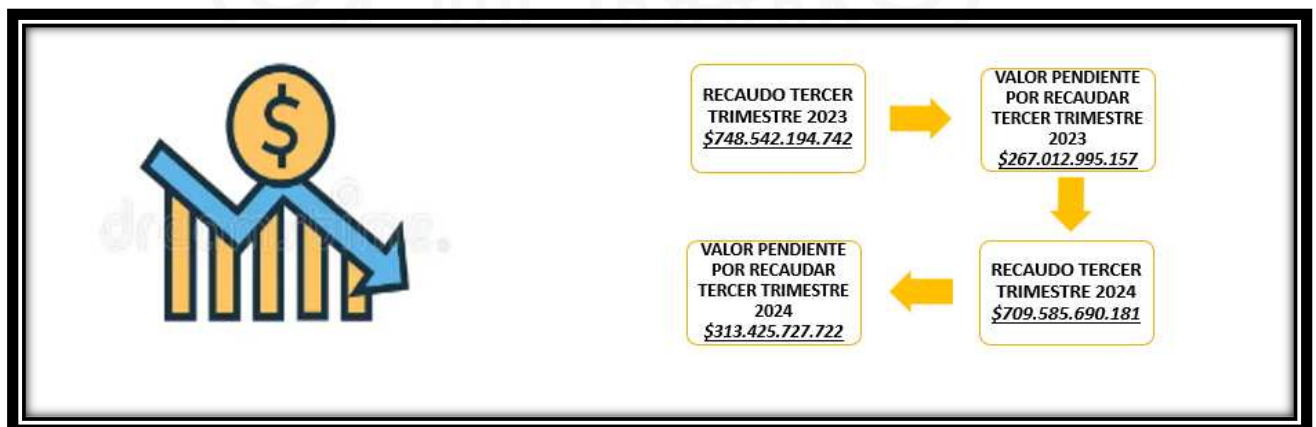 $
RECAUDO TERCER
TRIMESTRE 2023
$748.542.194.742
VALOR PENDIENTE
POR RECAUDAR
TERCER TRIMESTRE
2023
$267.012.995.157
RECAUDO TERCER
TRIMESTRE 2024
$709.585.690.181
VALOR PENDIENTE
POR RECAUDAR
TERCER TRIMESTRE
2024
$313.425.727.722